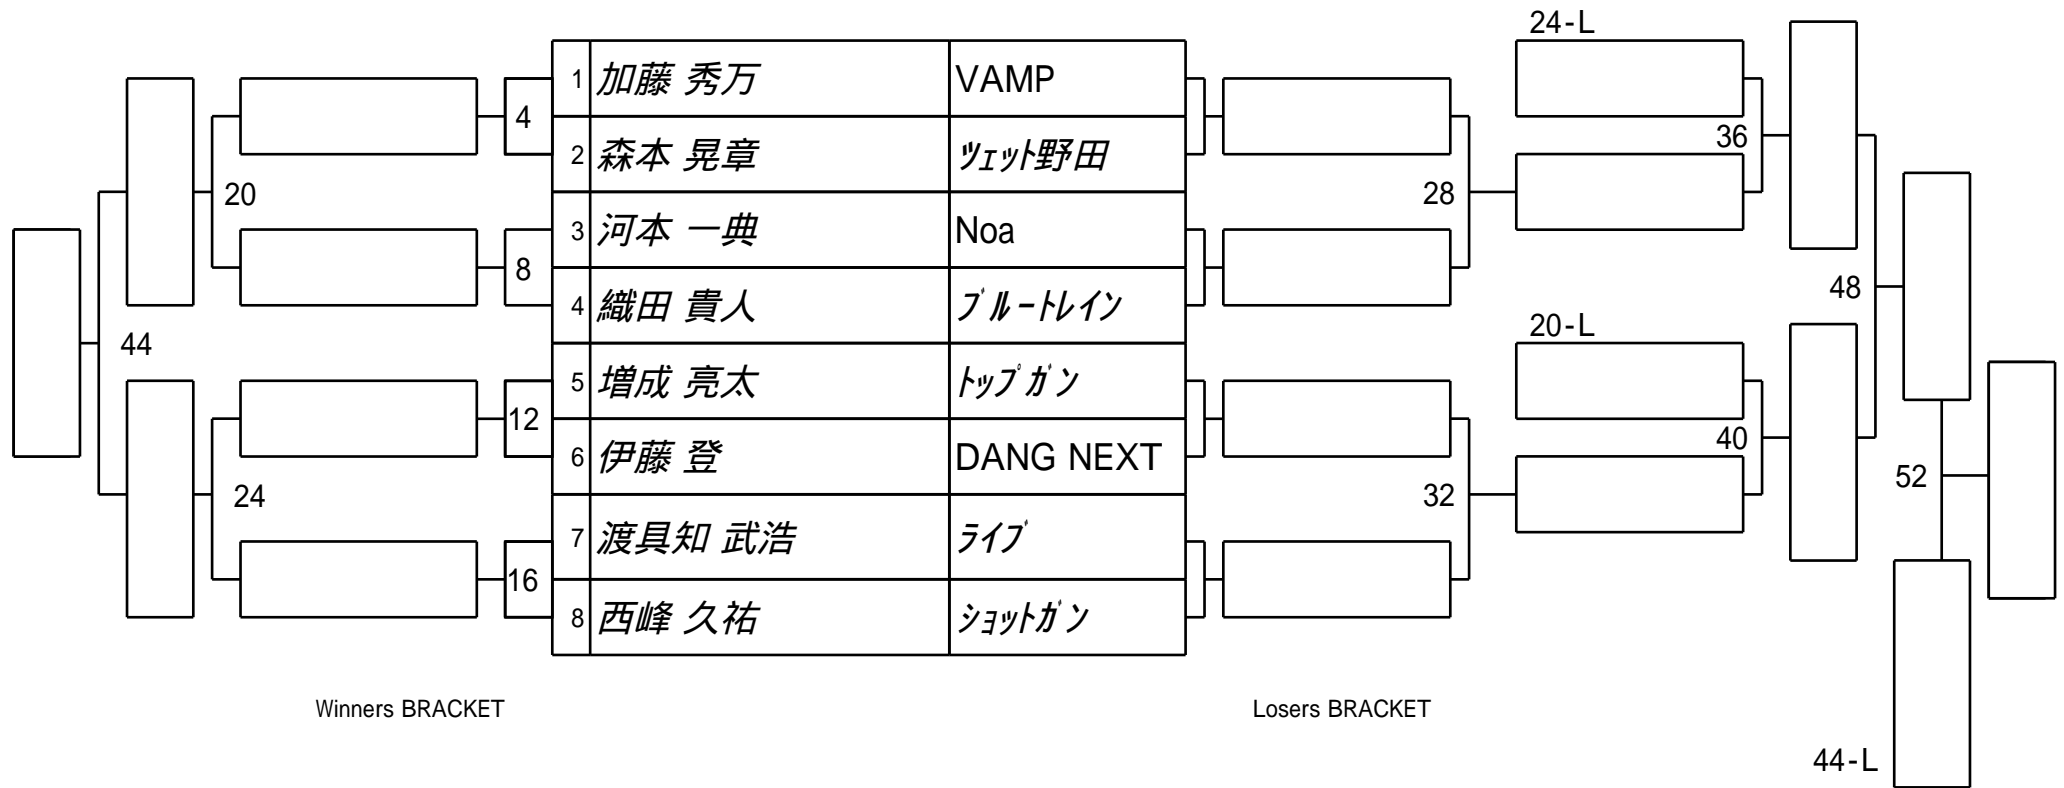 24-L
1 加藤 秀万 VAMP
4
36
2 森本 晃章 ﾂｪｯﾄ野田
20
28
3 河本 一典 Noa
8
48
4 織田 貴人 ﾌﾞﾙｰﾄﾚｲﾝ
20-L
44
5 増成 亮太 ﾄｯﾌﾟｶﾞﾝ
12
40
6 伊藤 登 DANG NEXT
52
24
32
7 渡具知 武浩 ﾗｲﾌﾞ
16
8 西峰 久祐 ｼｮｯﾄｶﾞﾝ
Winners BRACKET
Losers BRACKET
44-L